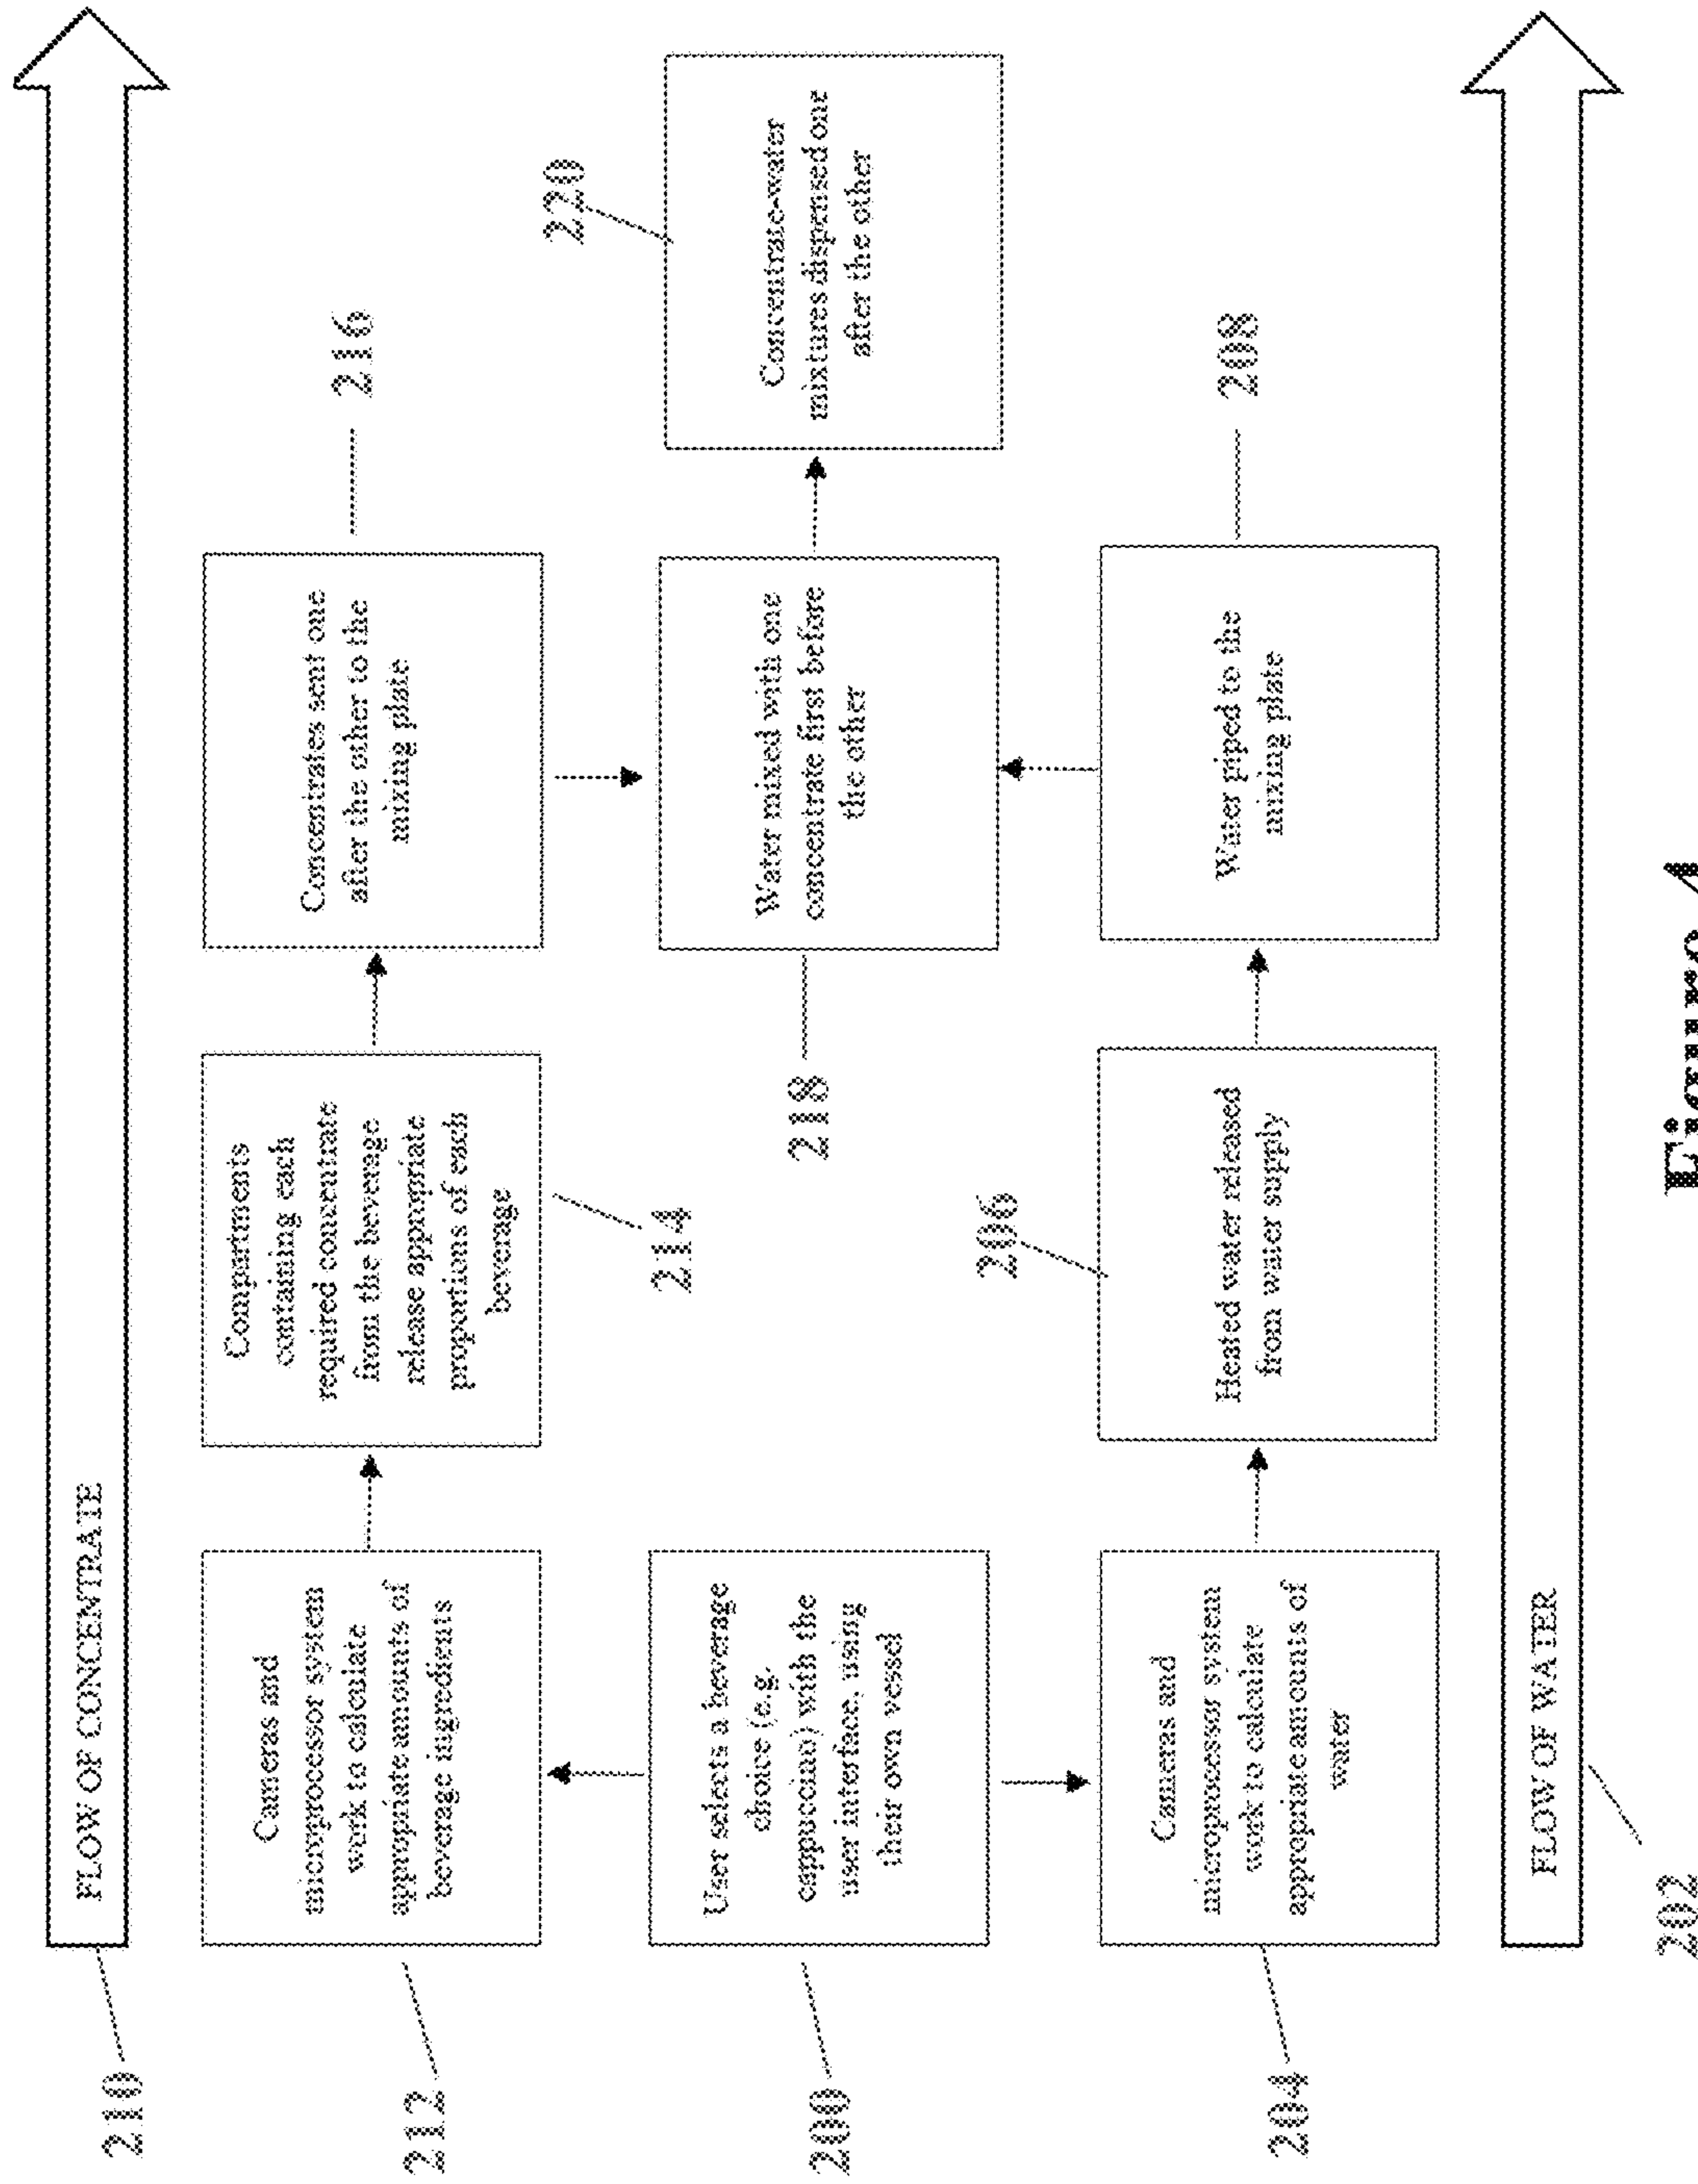 210
FLOW OF CONCENTRATE
212
Cameras and
microprocessor system
work to calculate
appropriate amounts of
beverage ingredients
Compartments
containing each
required concentrate
from the beverage
release appropriate
proportions of each
beverage
214
Concentrates sent one
after the other to the
mixing plate
216
200
User selects a beverage
choice (e.g.
cappuccino) with the
user interface, using
their own vessel
218
Water mixed with one
concentrate first before
the other
220
Concentrate-water
mixtures dispensed one
after the other
204
Cameras and
microprocessor system
work to calculate
appropriate amounts of
water
206
Heated water released
from water supply
Water piped to the
mixing plate
208
FLOW OF WATER
202
Figure 4